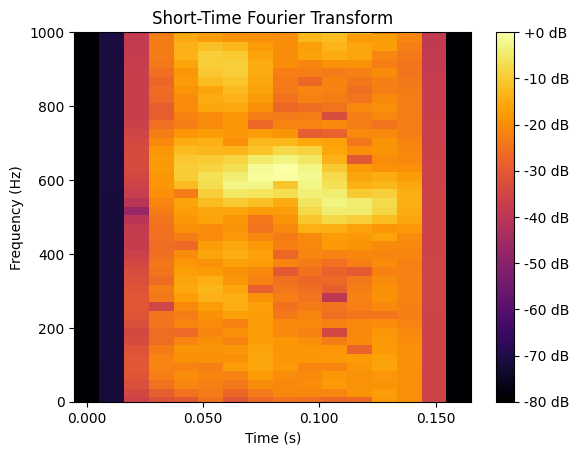 Short-Time Fourier Transform
Frequency (Hz)
1000
800
600
400
200
0
0.000
0.050
0.100
0.150
Time (s)
+0 dB
-10 dB
-20 dB
-30 dB
-40 dB
-50 dB
-60 dB
-70 dB
-80 dB